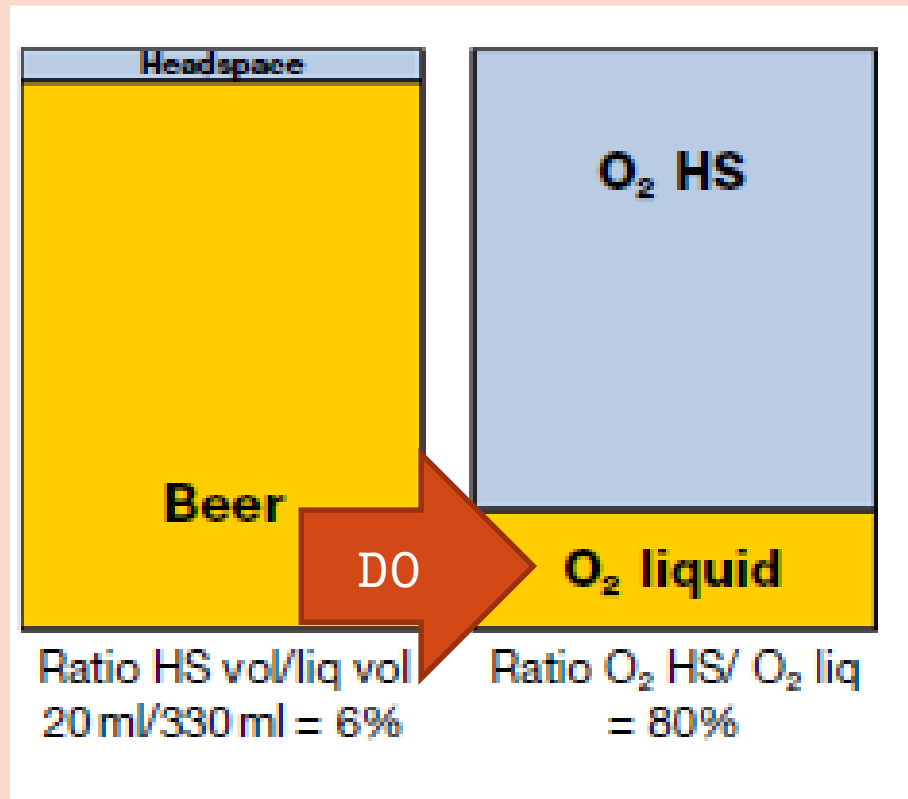 Headspace
Beer
DO
Ratio HS vol/liq vol
20 ml/330 ml = 6%
O₂ HS
O₂ liquid
Ratio O₂ HS/ O₂ liq
= 80%